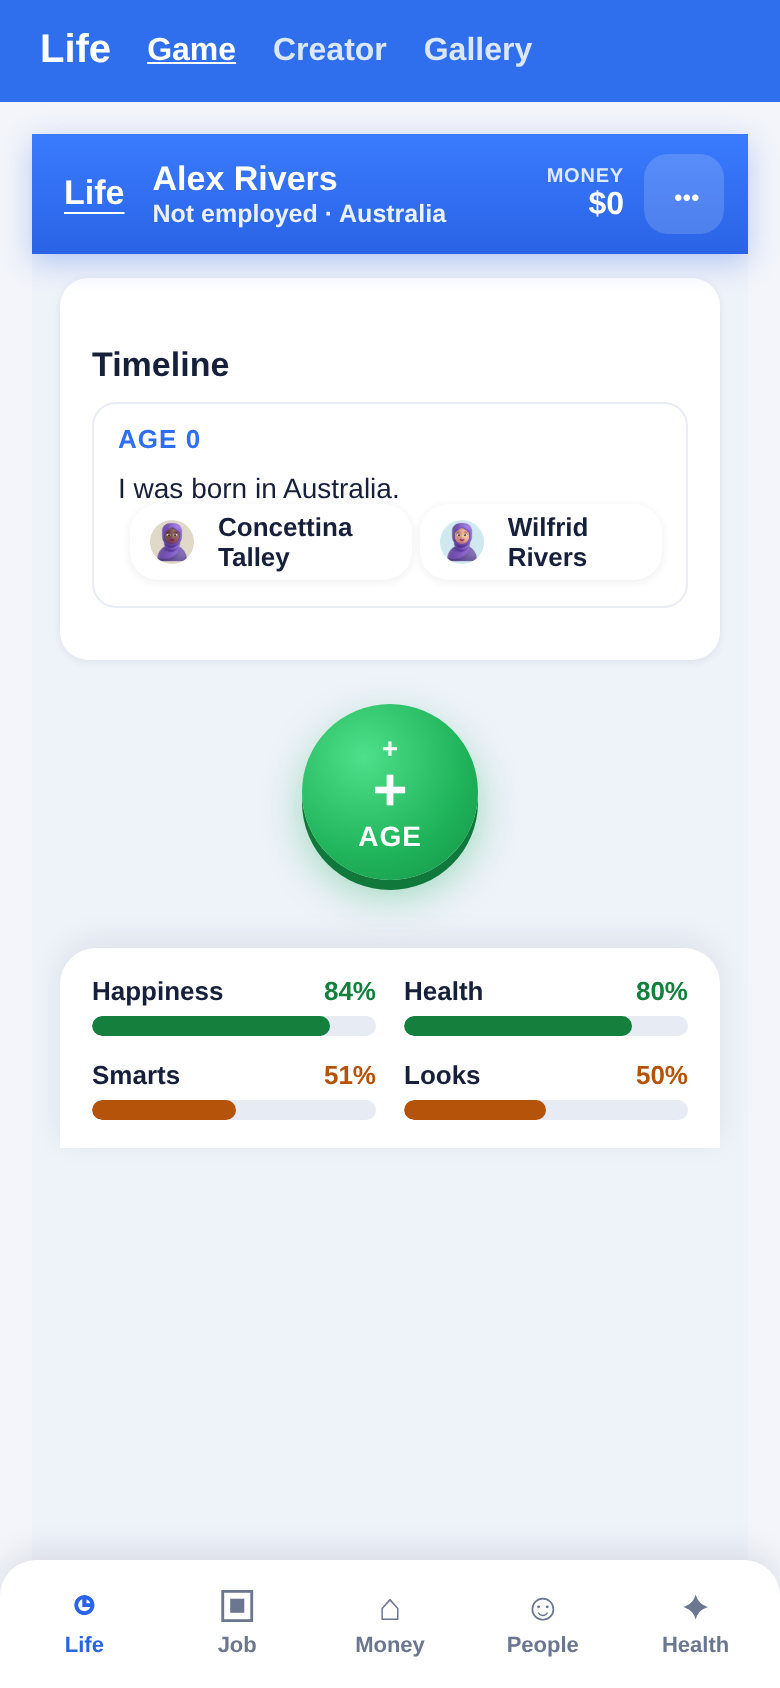 Life Game Creator Gallery
Life
Alex Rivers
Not employed · Australia
MONEY
$0
•••
Timeline
AGE 0
I was born in Australia.
Concettina
Talley
Wilfrid
Rivers
+
+
AGE
Happiness 84%
Health 80%
Smarts 51%
Looks 50%
Life Job Money People Health